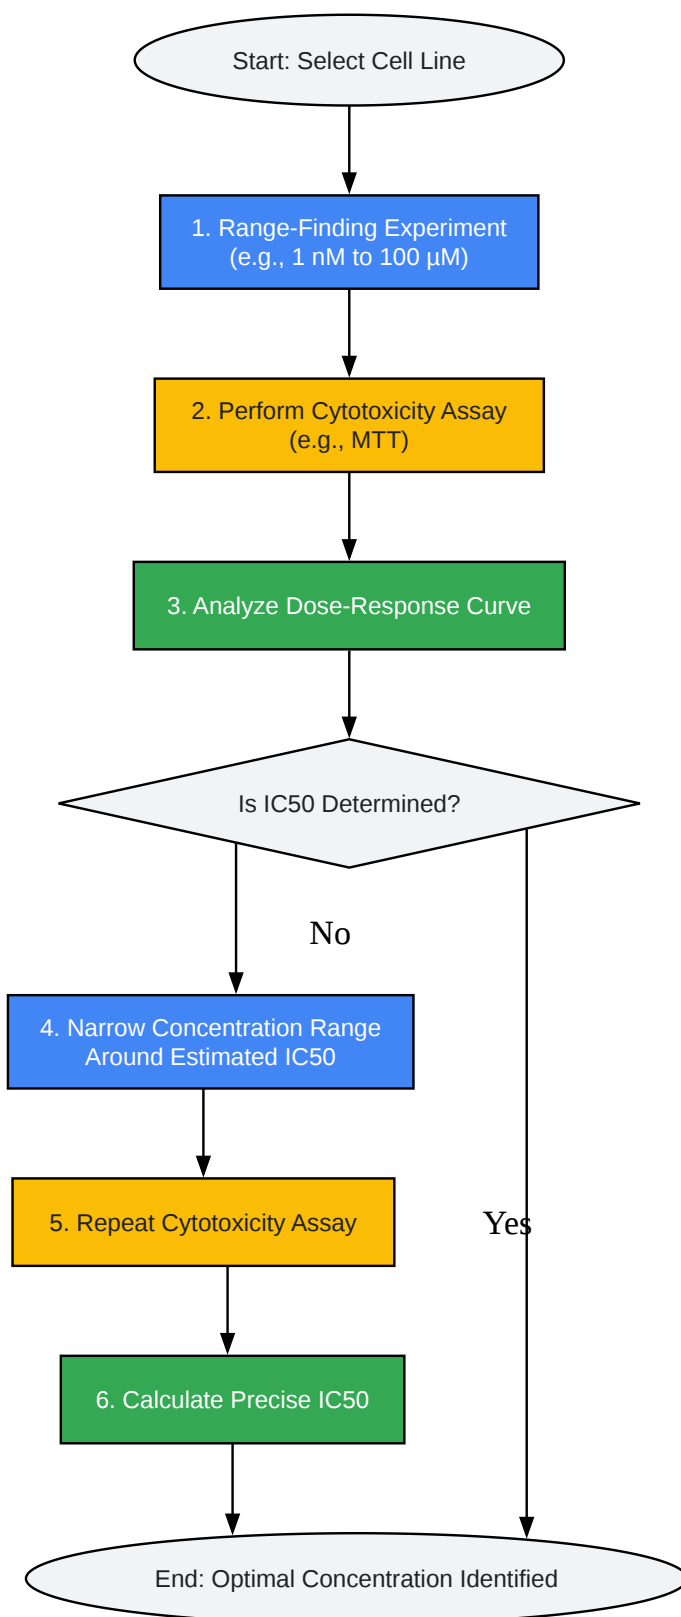 Start: Select Cell Line
1. Range-Finding Experiment
(e.g., 1 nM to 100 µM)
2. Perform Cytotoxicity Assay
(e.g., MTT)
3. Analyze Dose-Response Curve
Is IC50 Determined?
No
4. Narrow Concentration Range
Around Estimated IC50
5. Repeat Cytotoxicity Assay
Yes
6. Calculate Precise IC50
End: Optimal Concentration Identified